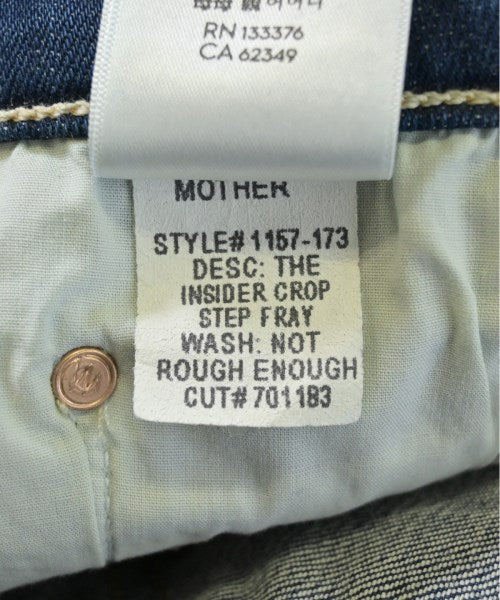 RN 133376
CA 62349
MOTHER
STYLE# 1157-173
DESC: THE
INSIDER CROP
STEP FRAY
WASH: NOT
ROUGH ENOUGH
CUT# 701183